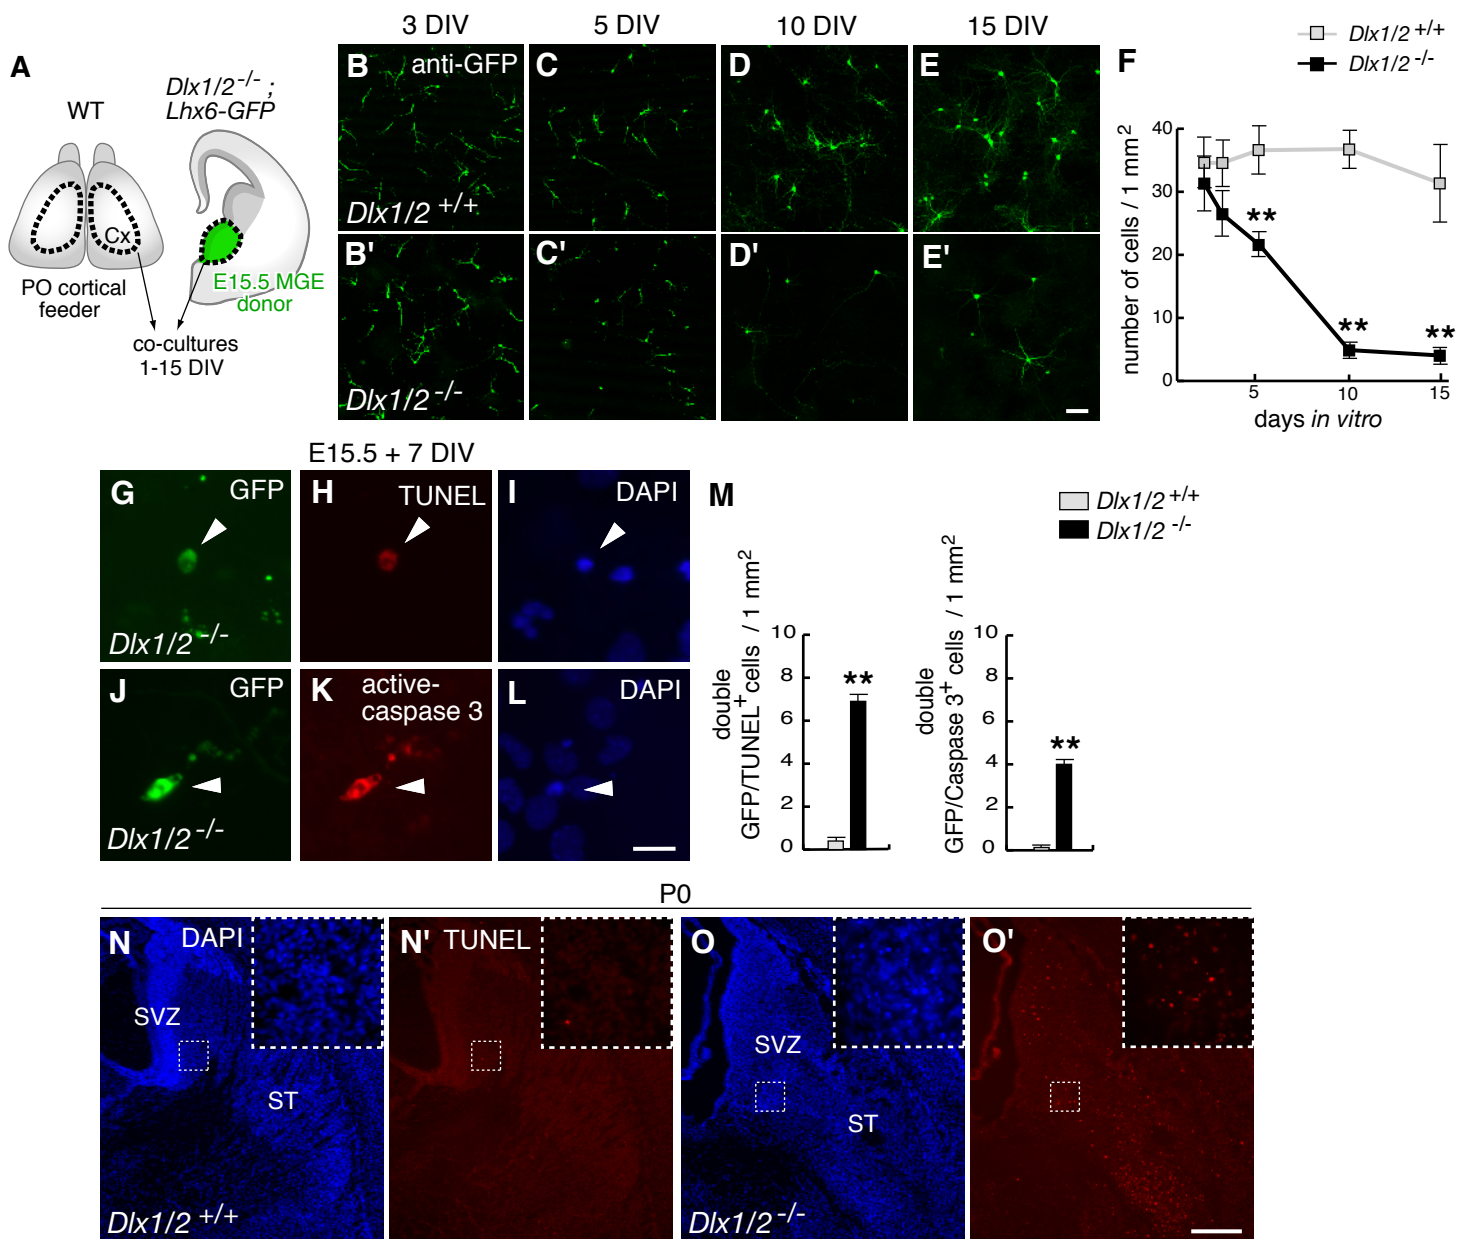 3 DIV
5 DIV
10 DIV
15 DIV
Dlx1/2 +/+
Dlx1/2 -/-
A
WT
Dlx1/2 -/- ;
Lhx6-GFP
Cx
PO cortical
feeder
E15.5 MGE
donor
co-cultures
1-15 DIV
B
anti-GFP
C
D
E
Dlx1/2 +/+
B'
C'
D'
E'
Dlx1/2 -/-
F
number of cells / 1 mm2
40
30
20
10
0
**
**
**
5
10
15
days in vitro
E15.5 + 7 DIV
G
GFP
Dlx1/2 -/-
H
TUNEL
I
DAPI
J
GFP
Dlx1/2 -/-
K
active-
caspase 3
L
DAPI
M
Dlx1/2 +/+
Dlx1/2 -/-
double
GFP/TUNEL+ cells / 1 mm2
10
8
6
4
2
0
**
double
GFP/Caspase 3+ cells / 1 mm2
10
8
6
4
2
0
**
P0
N
DAPI
SVZ
ST
Dlx1/2 +/+
N'
TUNEL
O
SVZ
ST
Dlx1/2 -/-
O'